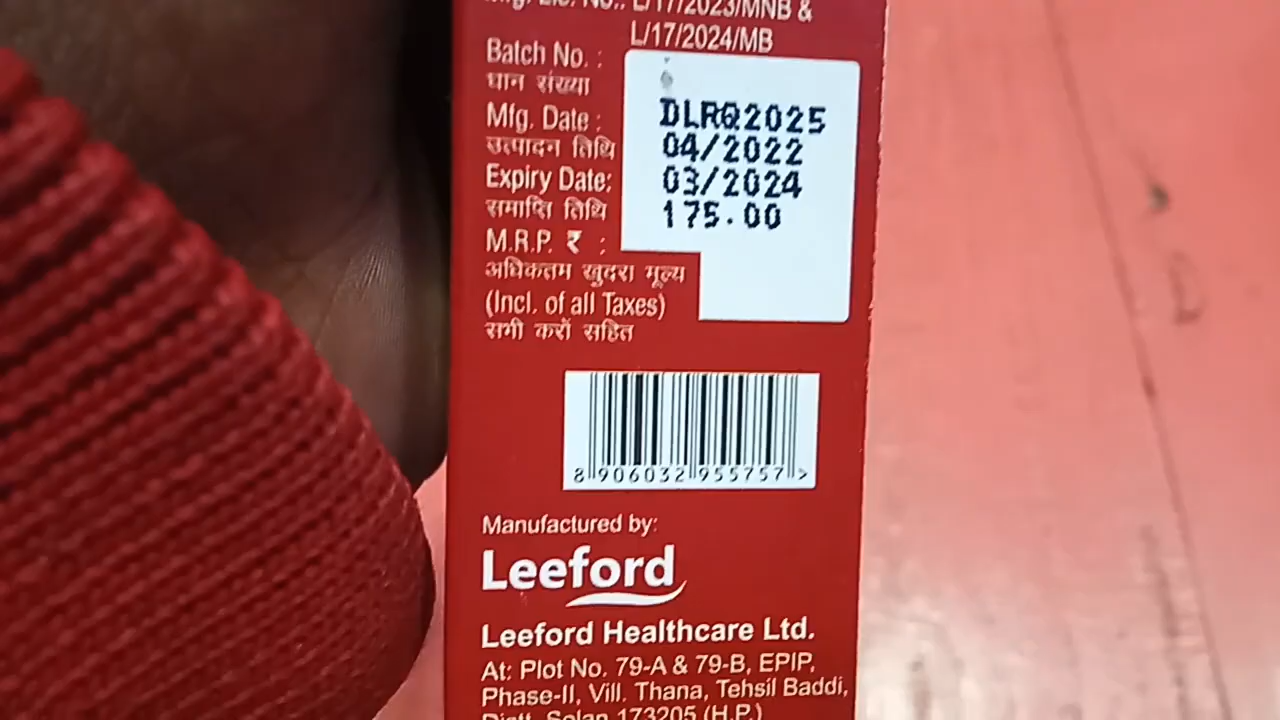 Mfg. Lic. No.: L/17/2023/MNB &
L/17/2024/MB
Batch No. :
घान संख्या
DLRQ2025
Mfg. Date :
उत्पादन तिथि
04/2022
Expiry Date:
समाप्ति तिथि
03/2024
M.R.P. ₹ :
175.00
अधिकतम खुदरा मूल्य
(Incl. of all Taxes)
सभी करों सहित
8 906032 955757 >
Manufactured by:
Leeford
Leeford Healthcare Ltd.
At: Plot No. 79-A & 79-B, EPIP,
Phase-II, Vill. Thana, Tehsil Baddi,
Distt. Solan 173205 (H.P.)